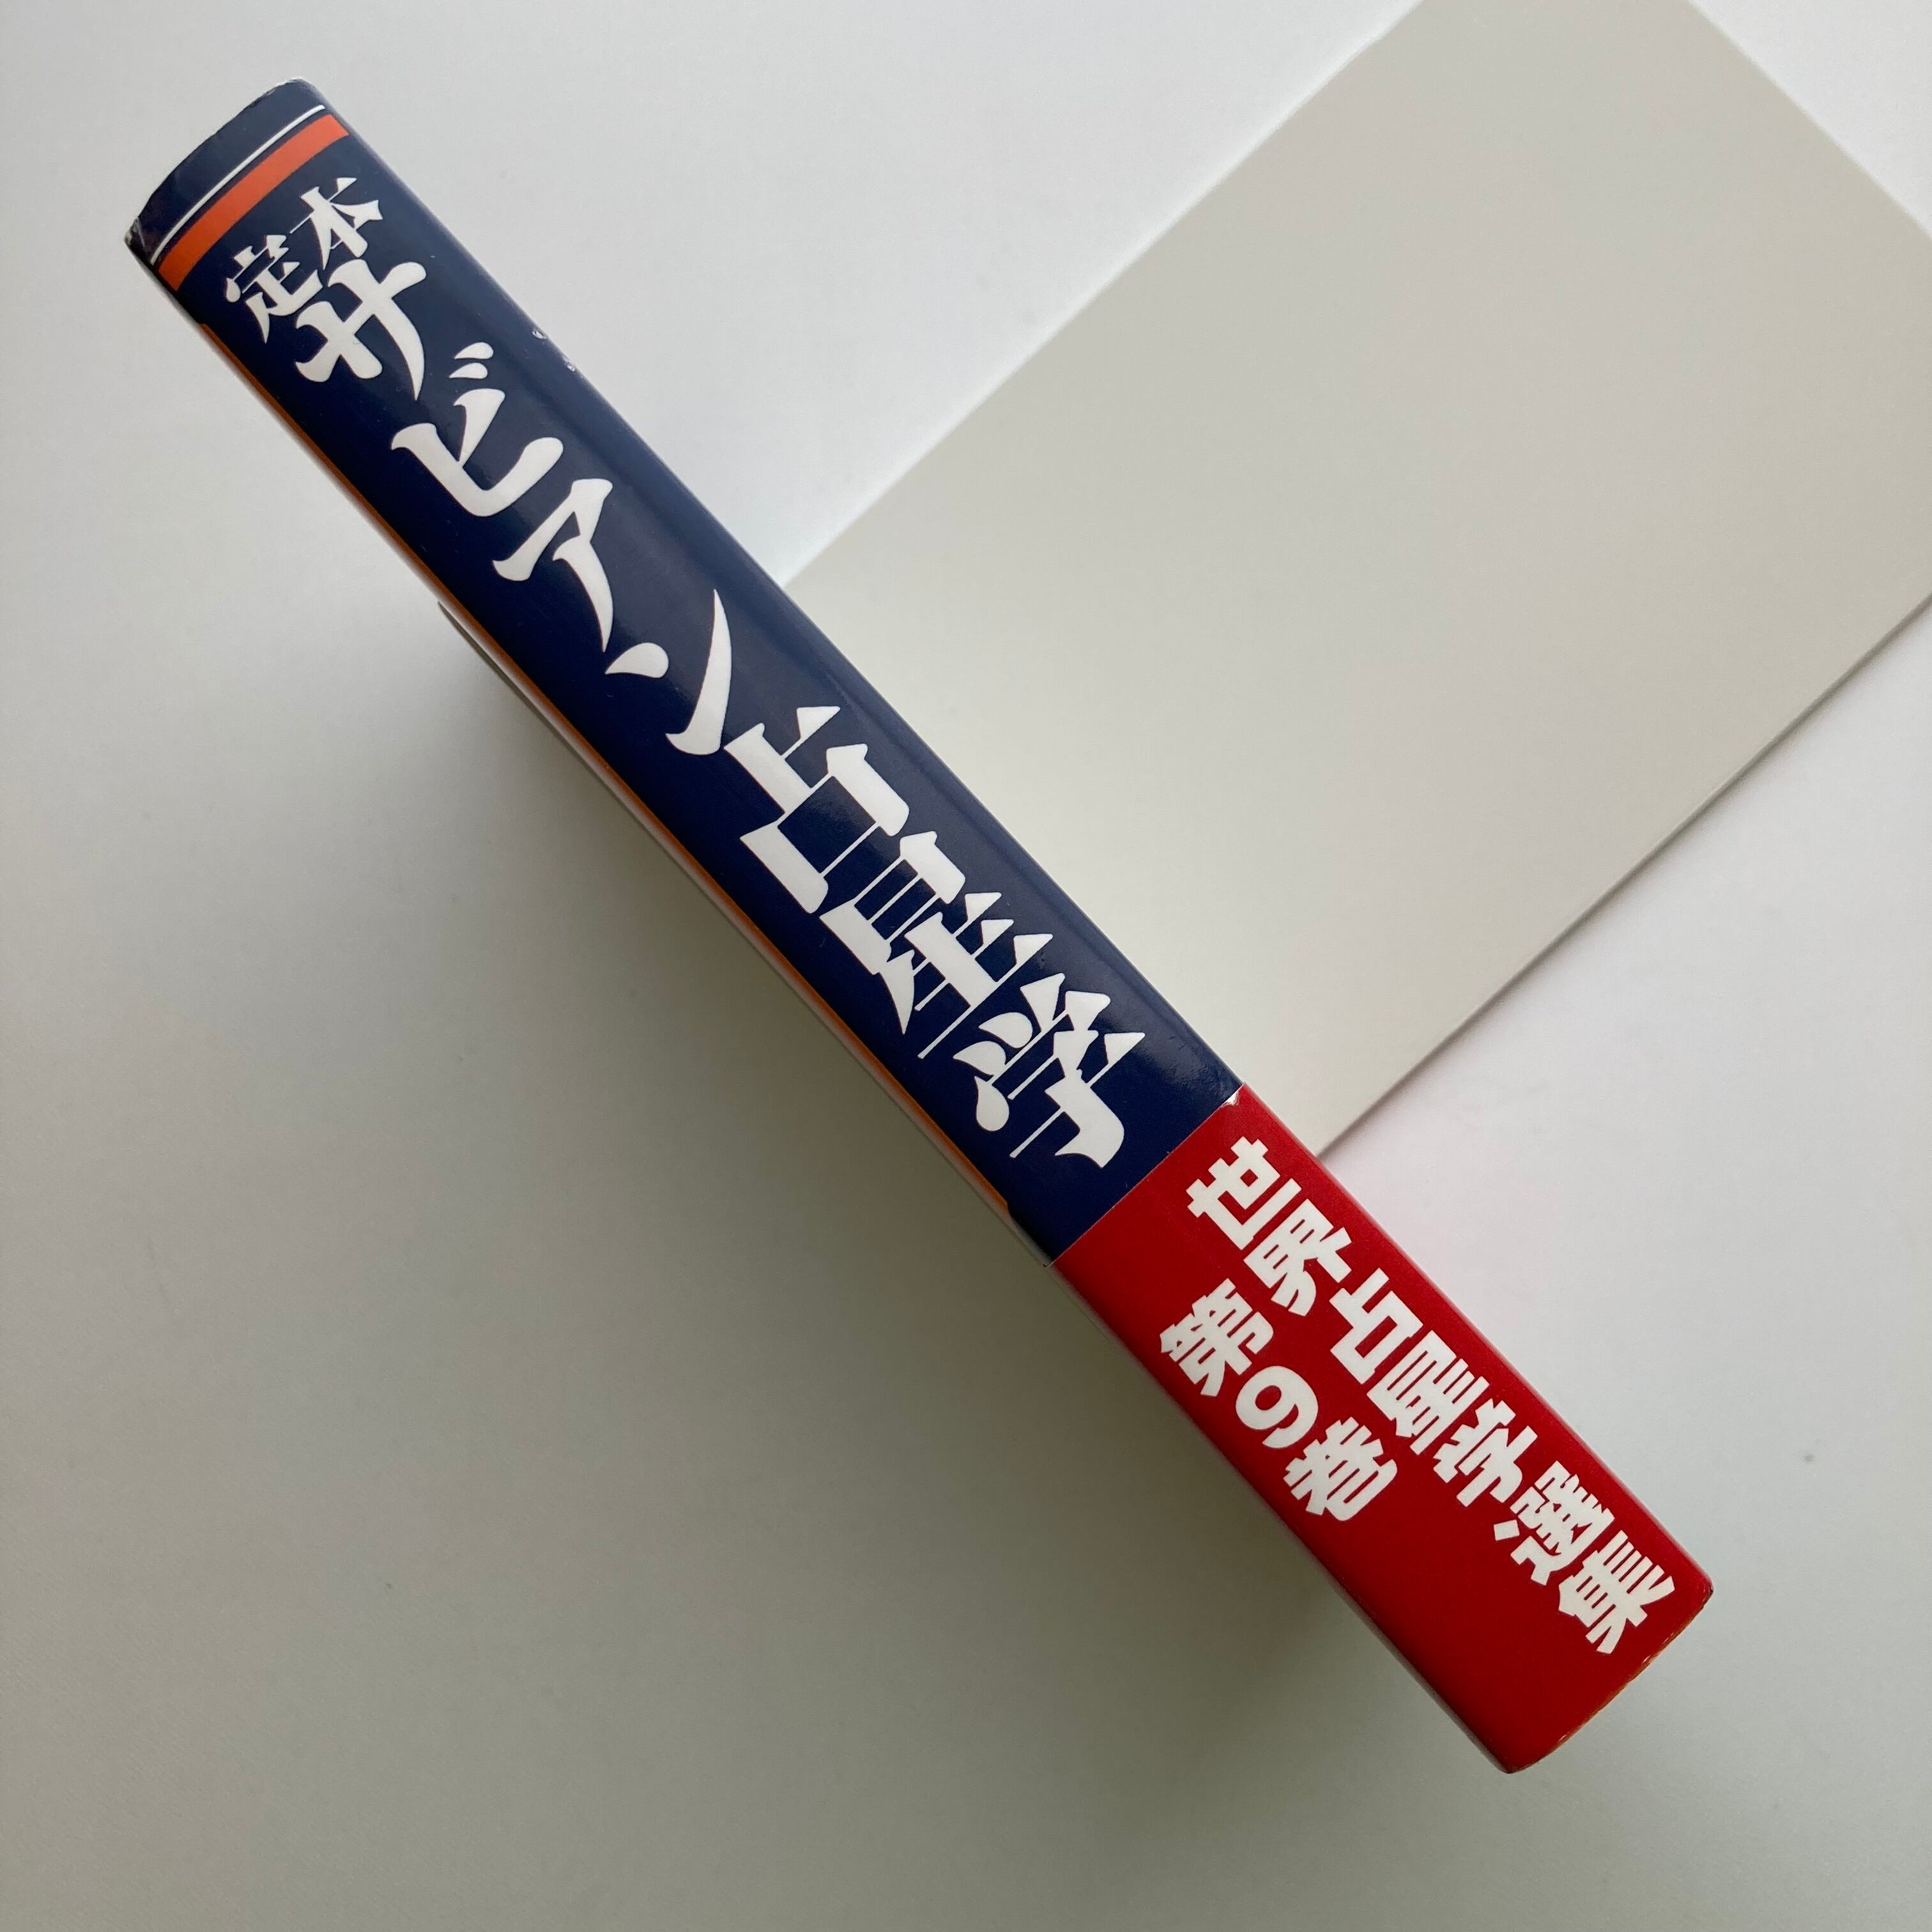 定本
サビアン占星学
世界占星学選集
第9巻